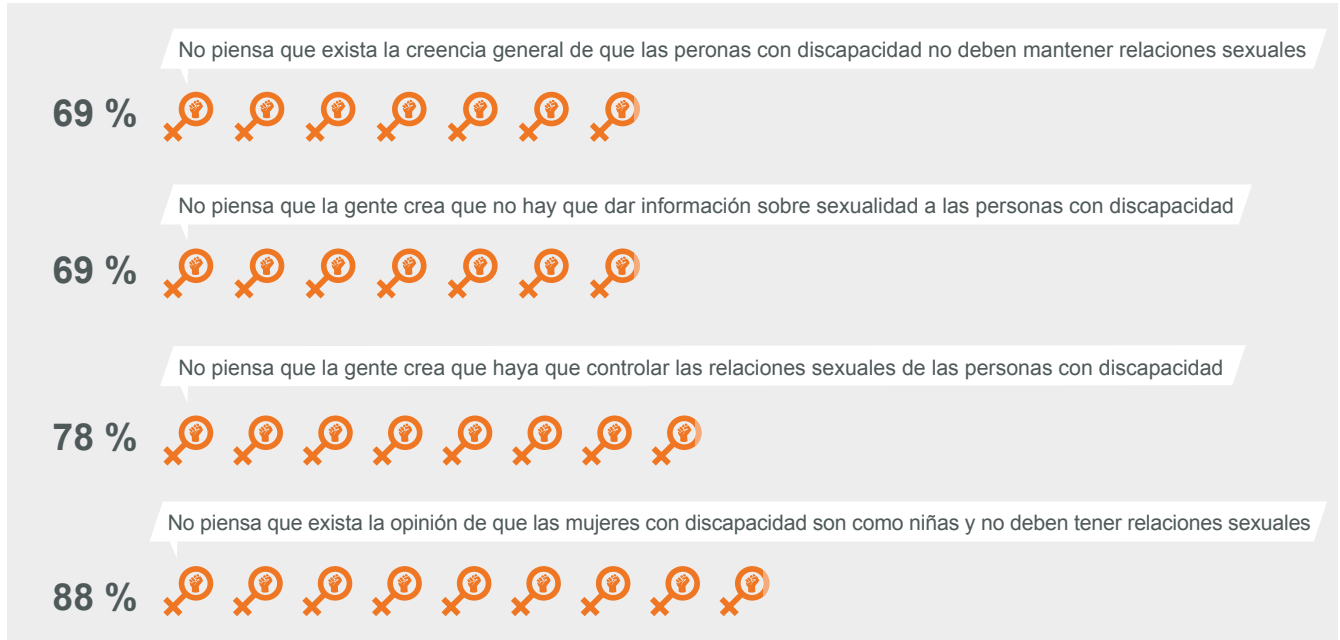 No piensa que exista la creencia general de que las peronas con discapacidad no deben mantener relaciones sexuales
69 %
No piensa que la gente crea que no hay que dar información sobre sexualidad a las personas con discapacidad
69 %
No piensa que la gente crea que haya que controlar las relaciones sexuales de las personas con discapacidad
78 %
No piensa que exista la opinión de que las mujeres con discapacidad son como niñas y no deben tener relaciones sexuales
88 %